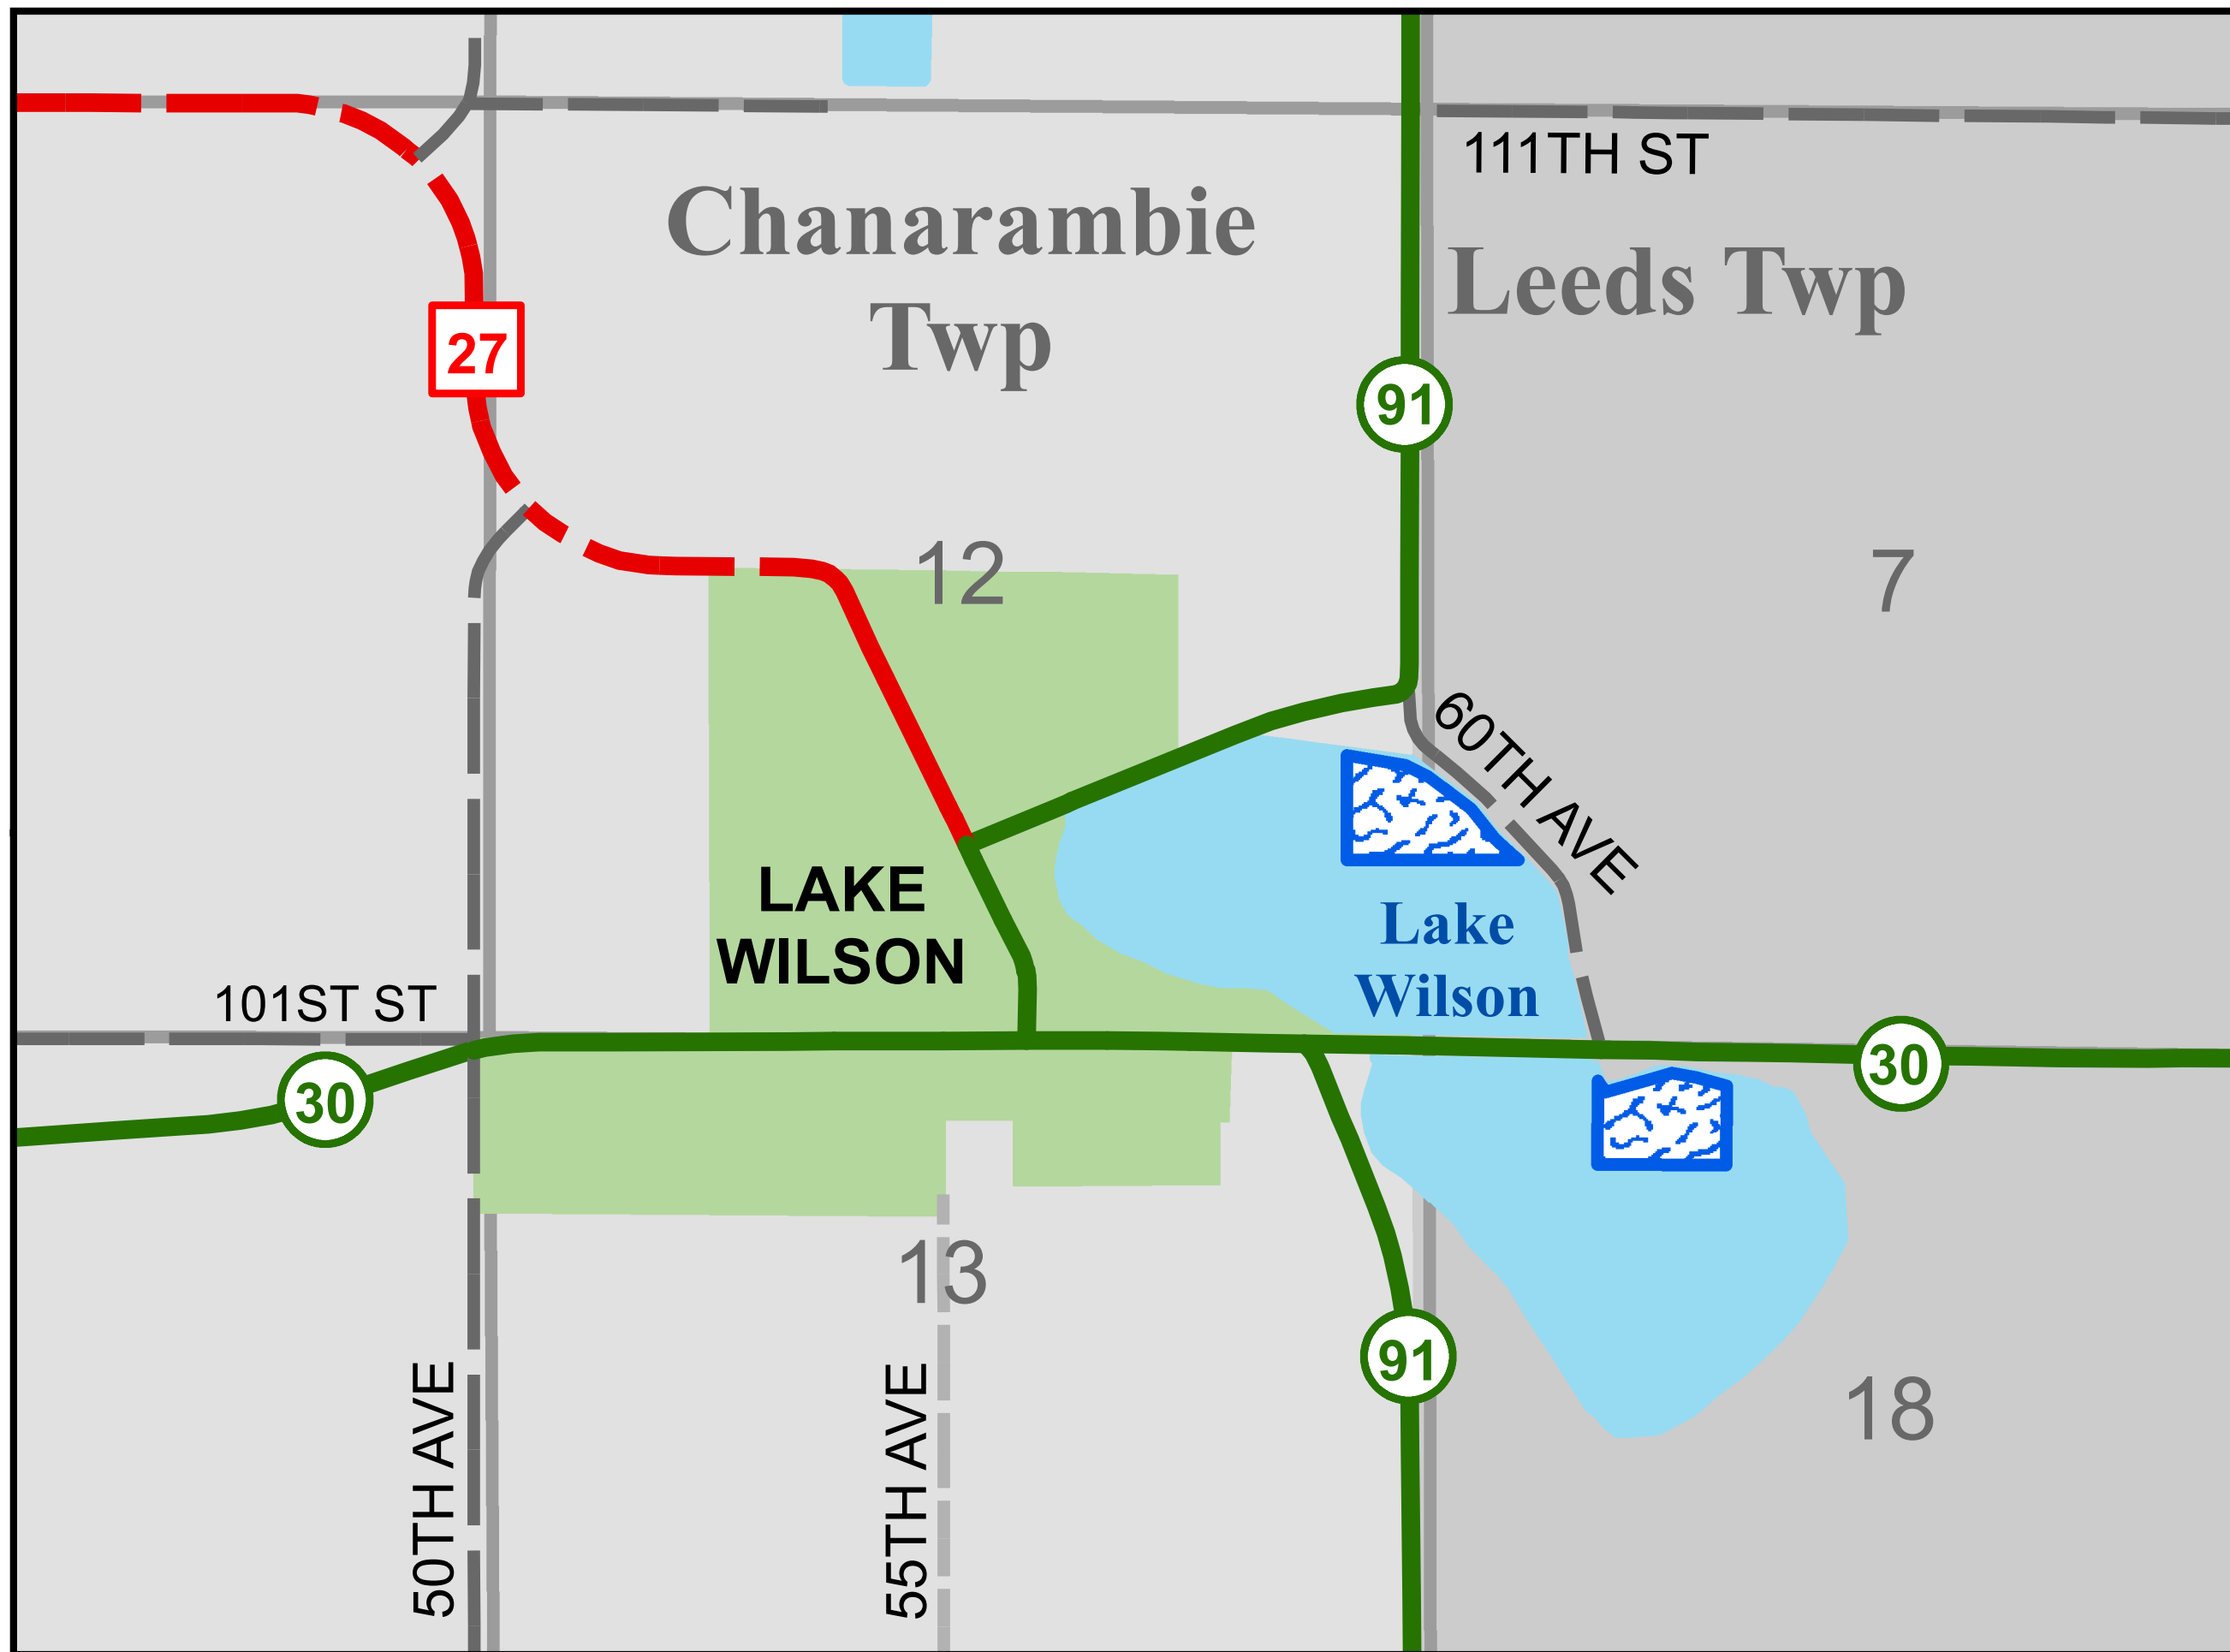 111TH ST
Chanarambie
Twp
Leeds Twp
27
91
12
7
60TH AVE
LAKE
WILSON
Lake
Wilson
101ST ST
30
30
13
91
18
50TH AVE
55TH AVE